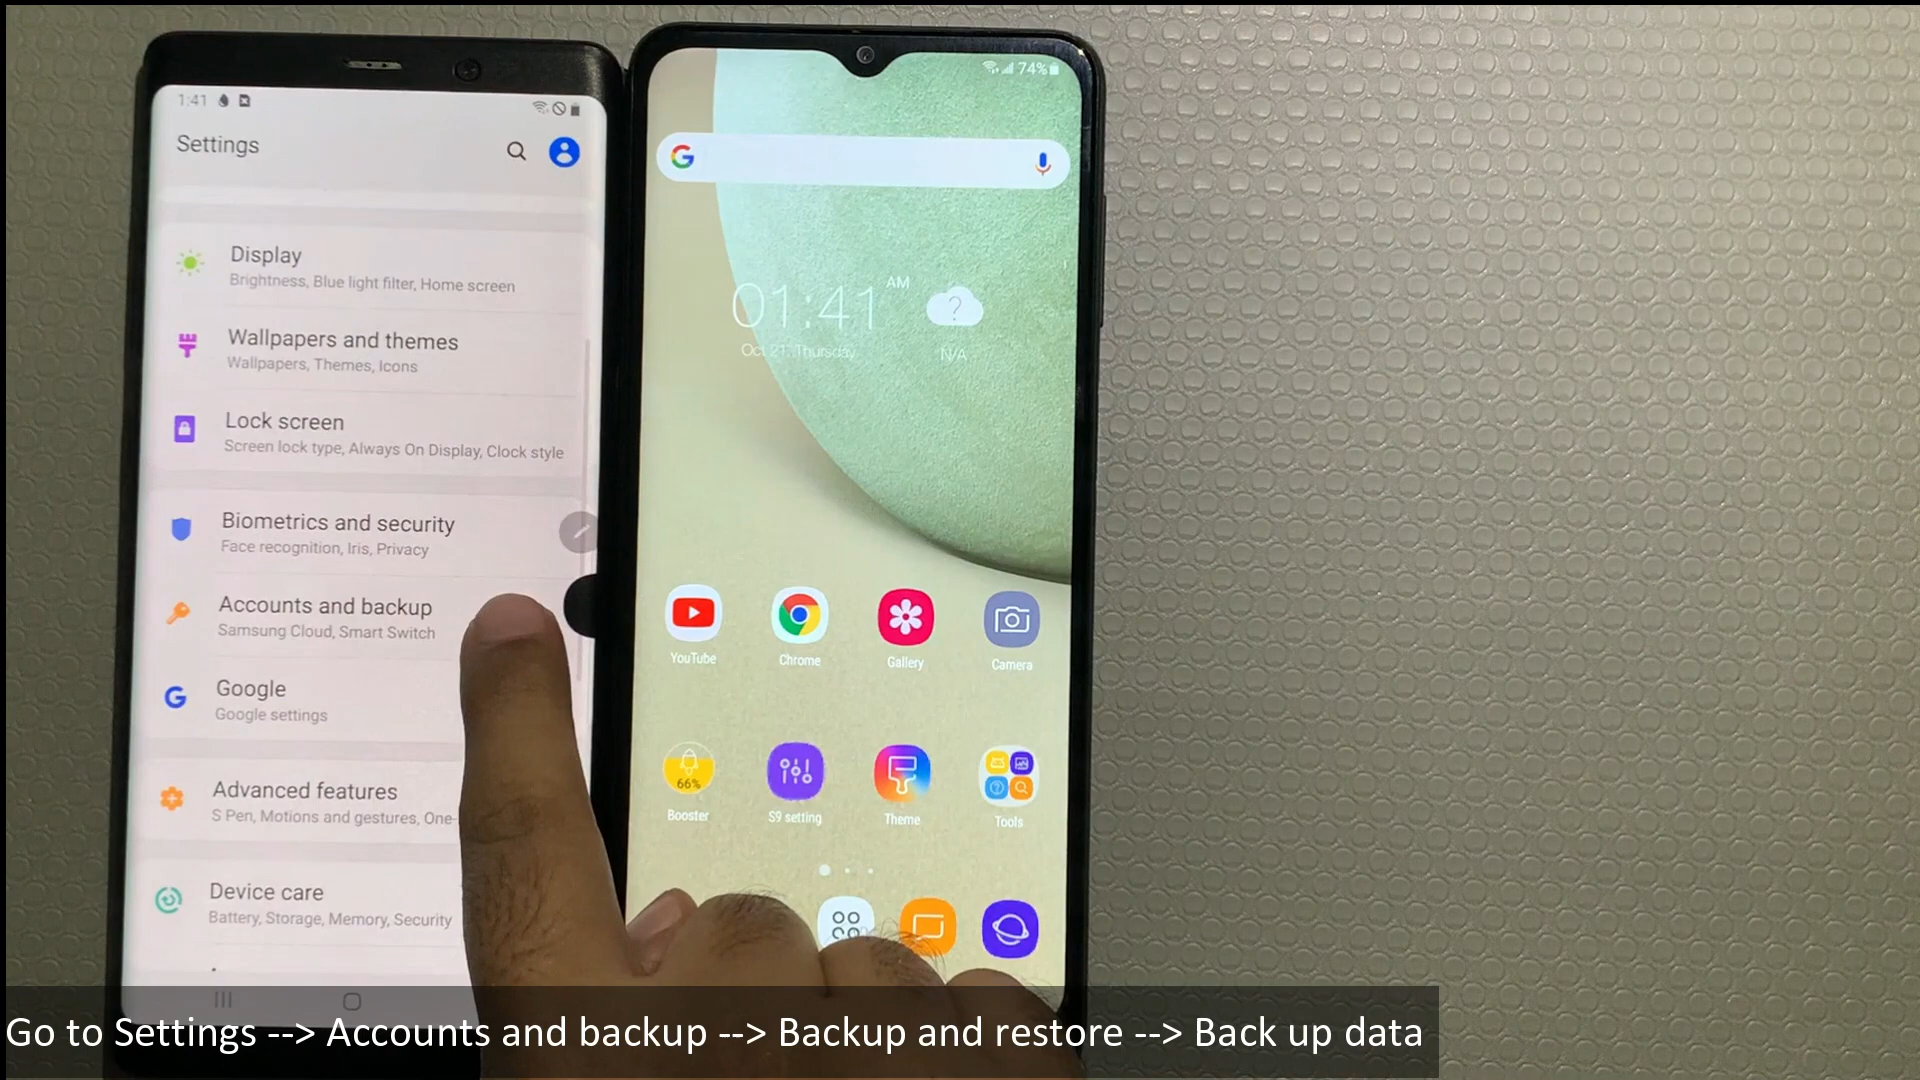 1:41
Settings
Display
Brightness, Blue light filter, Home screen
Wallpapers and themes
Wallpapers, Themes, Icons
Lock screen
Screen lock type, Always On Display, Clock style
Biometrics and security
Face recognition, Iris, Privacy
Accounts and backup
Samsung Cloud, Smart Switch
Google
Google settings
Advanced features
S Pen, Motions and gestures, One-
Device care
Battery, Storage, Memory, Security
74%
01:41 AM
Oct 21, Thursday
N/A
YouTube
Chrome
Gallery
Camera
66%
Booster
S9 setting
Theme
Tools
Go to Settings --> Accounts and backup --> Backup and restore --> Back up data